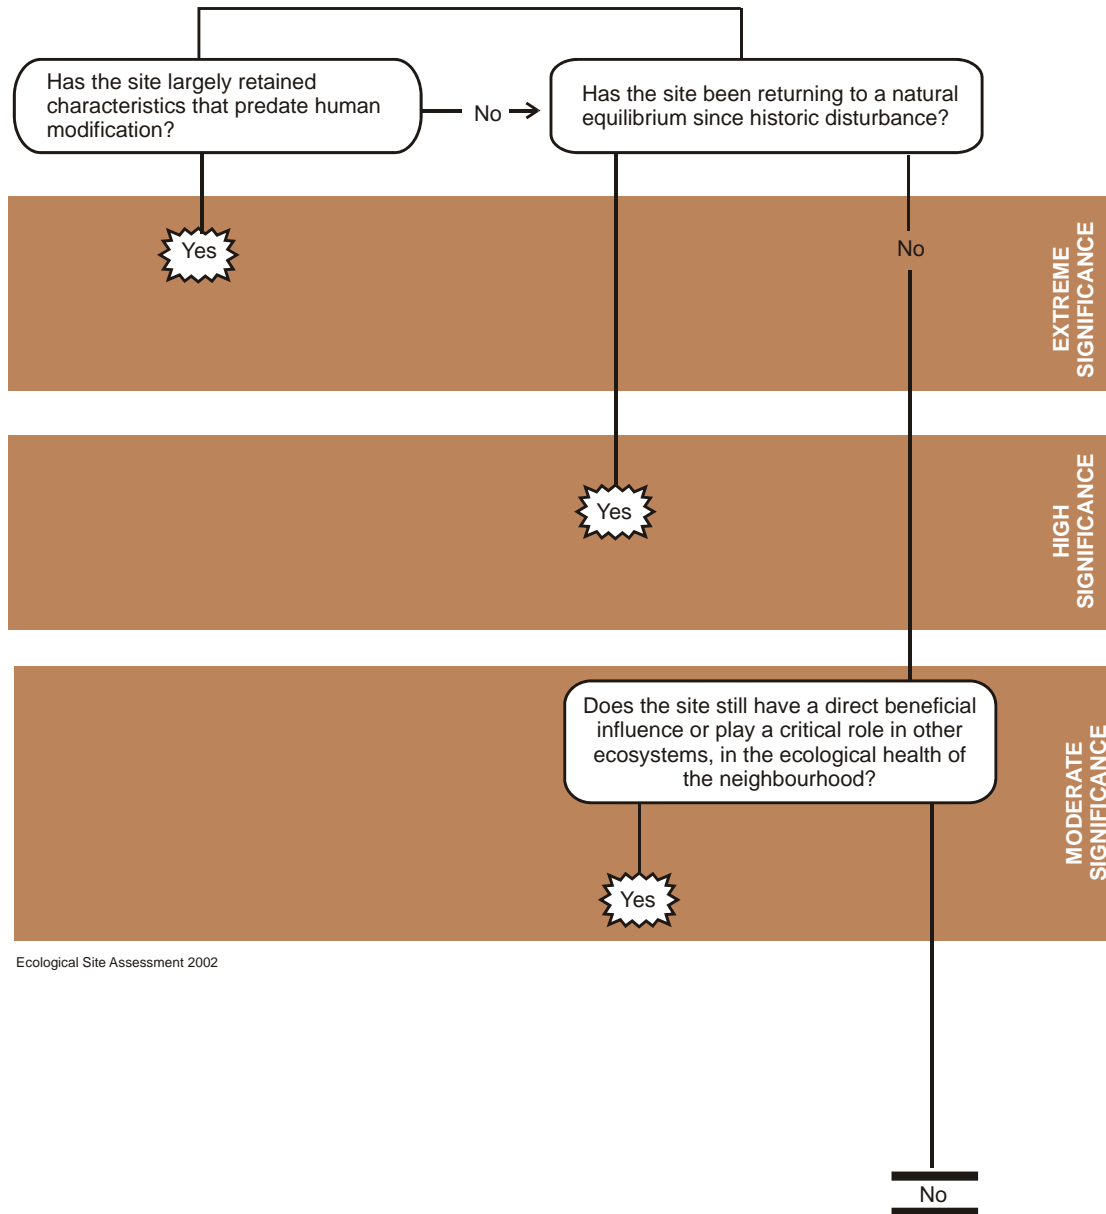 Has the site largely retained
characteristics that predate human
modification?
No
Has the site been returning to a natural
equilibrium since historic disturbance?
Yes
No
EXTREME
SIGNIFICANCE
Yes
HIGH
SIGNIFICANCE
Does the site still have a direct beneficial
influence or play a critical role in other
ecosystems, in the ecological health of
the neighbourhood?
MODERATE
SIGNIFICANCE
Yes
Ecological Site Assessment 2002
No